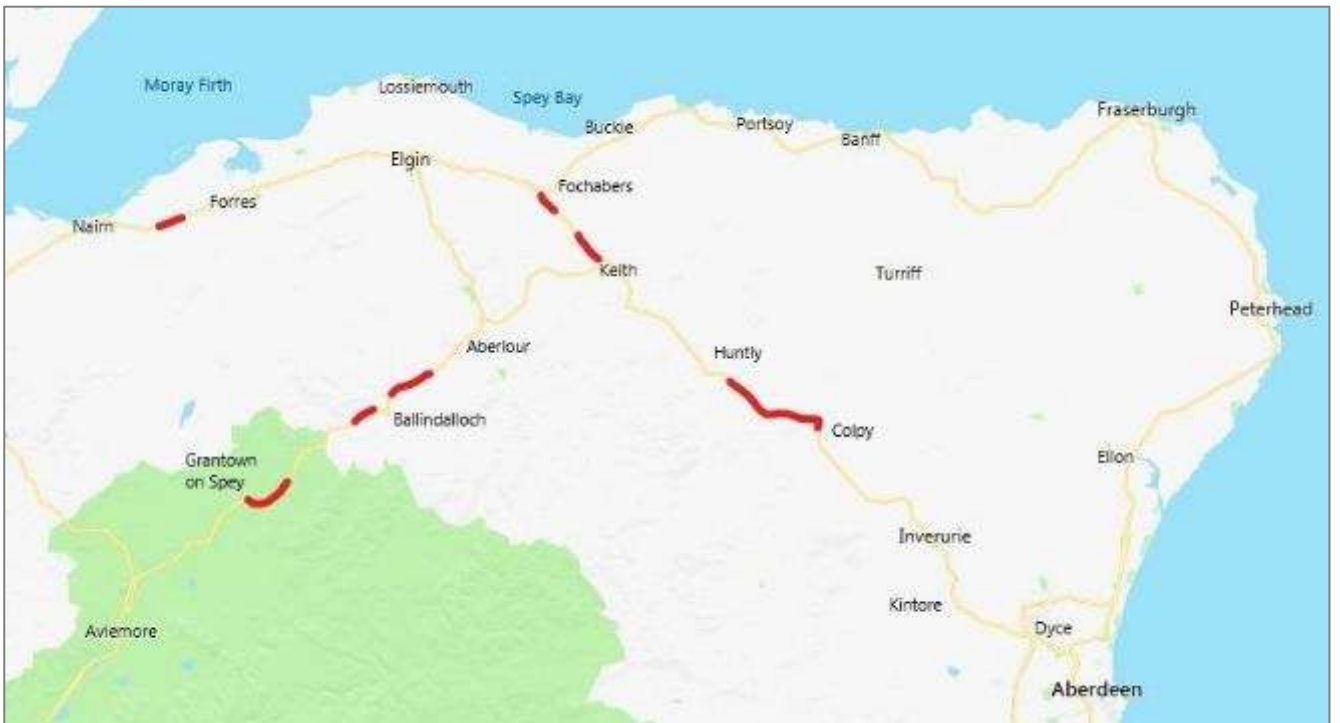 Moray Firth
Lossiemouth
Spey Bay
Buckie
Portsoy
Banff
Fraserburgh
Elgin
Fochabers
Forres
Nairn
Keith
Turriff
Peterhead
Aberlour
Huntly
Ballindalloch
Colpy
Grantown
on Spey
Ellon
Inverurie
Kintore
Aviemore
Dyce
Aberdeen